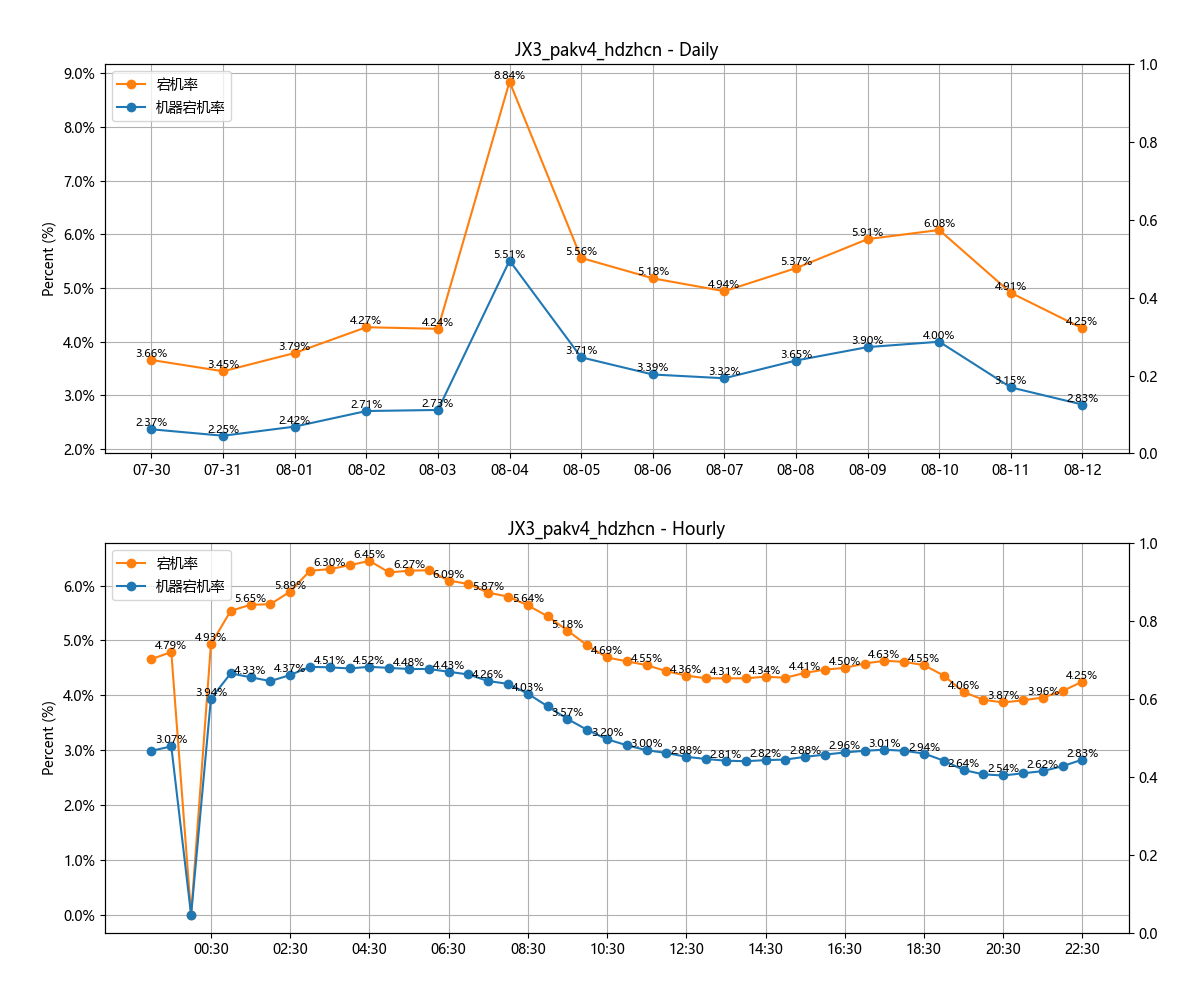 JX3_pakv4_hdzhcn - Daily
宕机率
机器宕机率
Percent (%)
9.0%
8.0%
7.0%
6.0%
5.0%
4.0%
3.0%
2.0%
1.0
0.8
0.6
0.4
0.2
0.0
3.66% 3.45% 3.79% 4.27% 4.24% 8.84% 5.56% 5.18% 4.94% 5.37% 5.91% 6.08% 4.91% 4.25%
2.37% 2.25% 2.42% 2.71% 2.73% 5.51% 3.71% 3.39% 3.32% 3.65% 3.90% 4.00% 3.15% 2.83%
07-30 07-31 08-01 08-02 08-03 08-04 08-05 08-06 08-07 08-08 08-09 08-10 08-11 08-12
JX3_pakv4_hdzhcn - Hourly
宕机率
机器宕机率
Percent (%)
6.0%
5.0%
4.0%
3.0%
2.0%
1.0%
0.0%
1.0
0.8
0.6
0.4
0.2
0.0
4.79% 4.93% 5.65% 5.89% 6.30% 6.45% 6.27% 6.09% 5.87% 5.64% 5.18% 4.69% 4.55% 4.36% 4.31% 4.34% 4.41% 4.50% 4.63% 4.55% 4.06% 3.87% 3.96% 4.25%
3.07% 3.94% 4.33% 4.37% 4.51% 4.52% 4.48% 4.43% 4.26% 4.03% 3.57% 3.20% 3.00% 2.88% 2.81% 2.82% 2.88% 2.96% 3.01% 2.94% 2.64% 2.54% 2.62% 2.83%
00:30 02:30 04:30 06:30 08:30 10:30 12:30 14:30 16:30 18:30 20:30 22:30